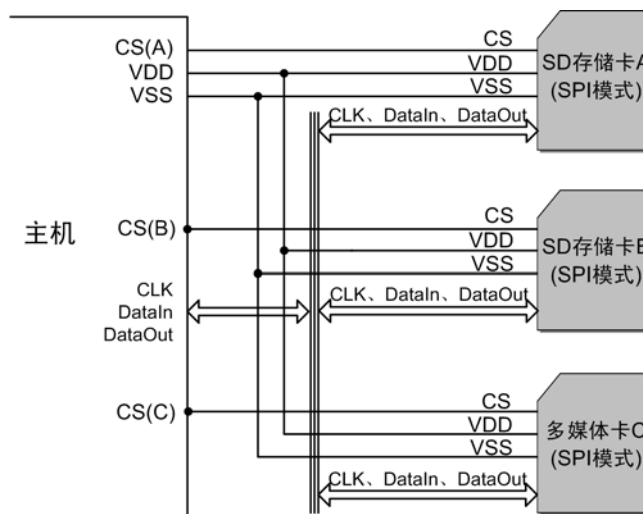 CS(A)
VDD
VSS
CS
VDD
VSS
CLK、DataIn、DataOut
SD存储卡A
(SPI模式)
主机
CS(B)
CLK
DataIn
DataOut
CS
VDD
VSS
CLK、DataIn、DataOut
SD存储卡B
(SPI模式)
CS(C)
CS
VDD
VSS
CLK、DataIn、DataOut
多媒体卡C
(SPI模式)